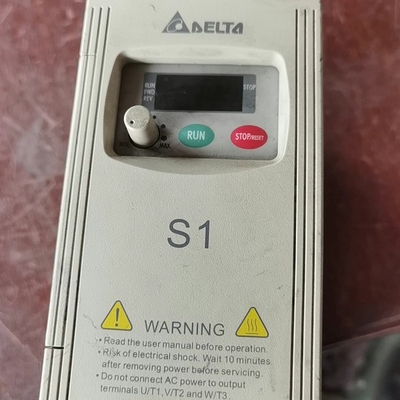 DELTA
RUN STOP
FWD
REV
RUN STOP/RESET
MAX
S1
WARNING
• Read the user manual before operation.
• Risk of electrical shock. Wait 10 minutes
after removing power before servicing.
• Do not connect AC power to output
terminals U/T1,V/T2 and W/T3.